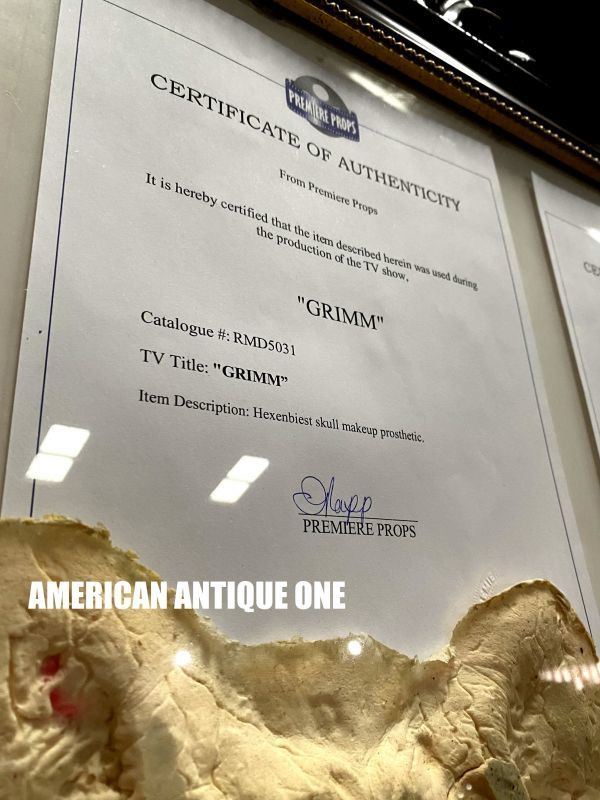 PREMIERE PROPS
CERTIFICATE OF AUTHENTICITY
From Premiere Props
It is hereby certified that the item described herein was used during
the production of the TV show,
"GRIMM"
Catalogue #: RMD5031
TV Title: "GRIMM"
Item Description: Hexenbiest skull makeup prosthetic.
PREMIERE PROPS
AMERICAN ANTIQUE ONE